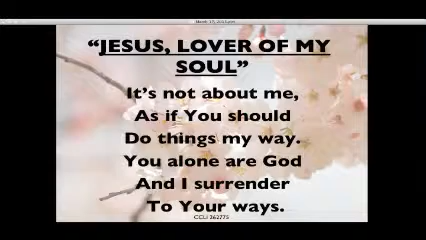 “JESUS, LOVER OF MY
SOUL”
It’s not about me,
As if You should
Do things my way.
You alone are God
And I surrender
To Your ways.
CCLI 262775